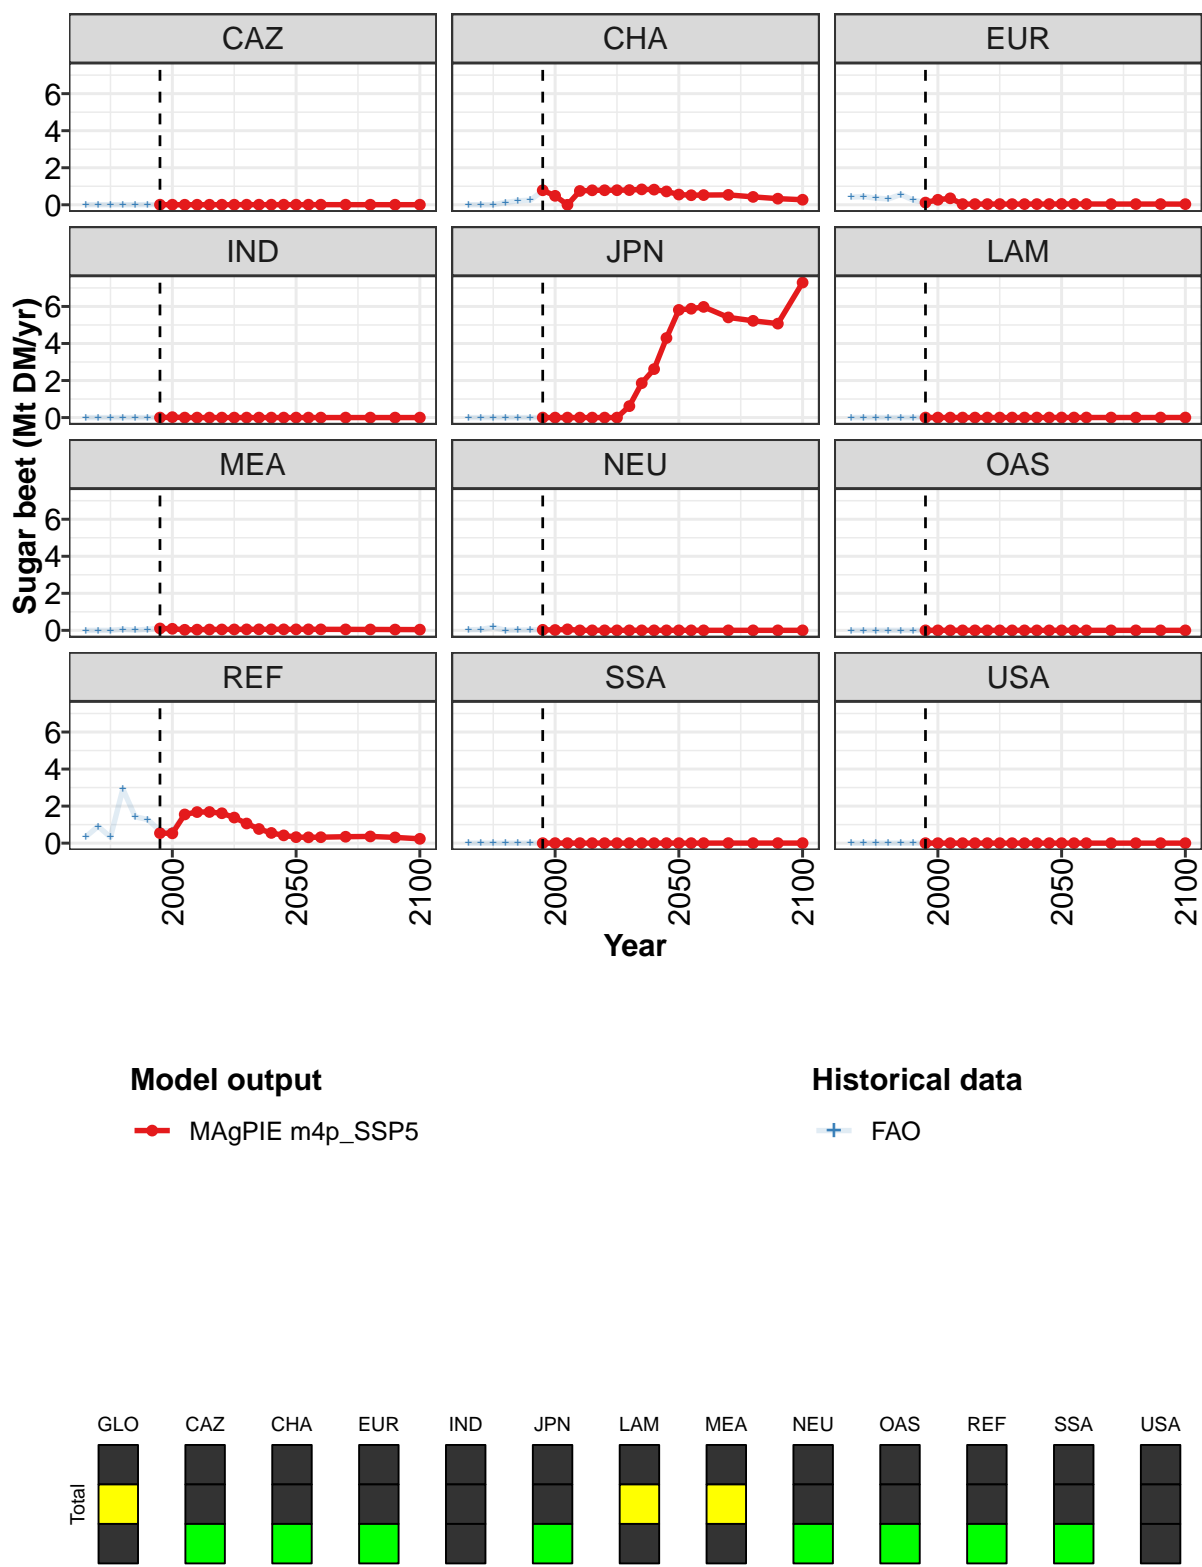 CAZ CHA EUR
6
4
2
0
IND JPN LAM
6
4
2
0
MEA NEU OAS
6
4
2
0
REF SSA USA
6
4
2
0
Sugar beet (Mt DM/yr)
2000 2050 2100 2000 2050 2100 2000 2050 2100
Year
Model output Historical data
MAgPIE m4p_SSP5 FAO
GLO CAZ CHA EUR IND JPN LAM MEA NEU OAS REF SSA USA
Total